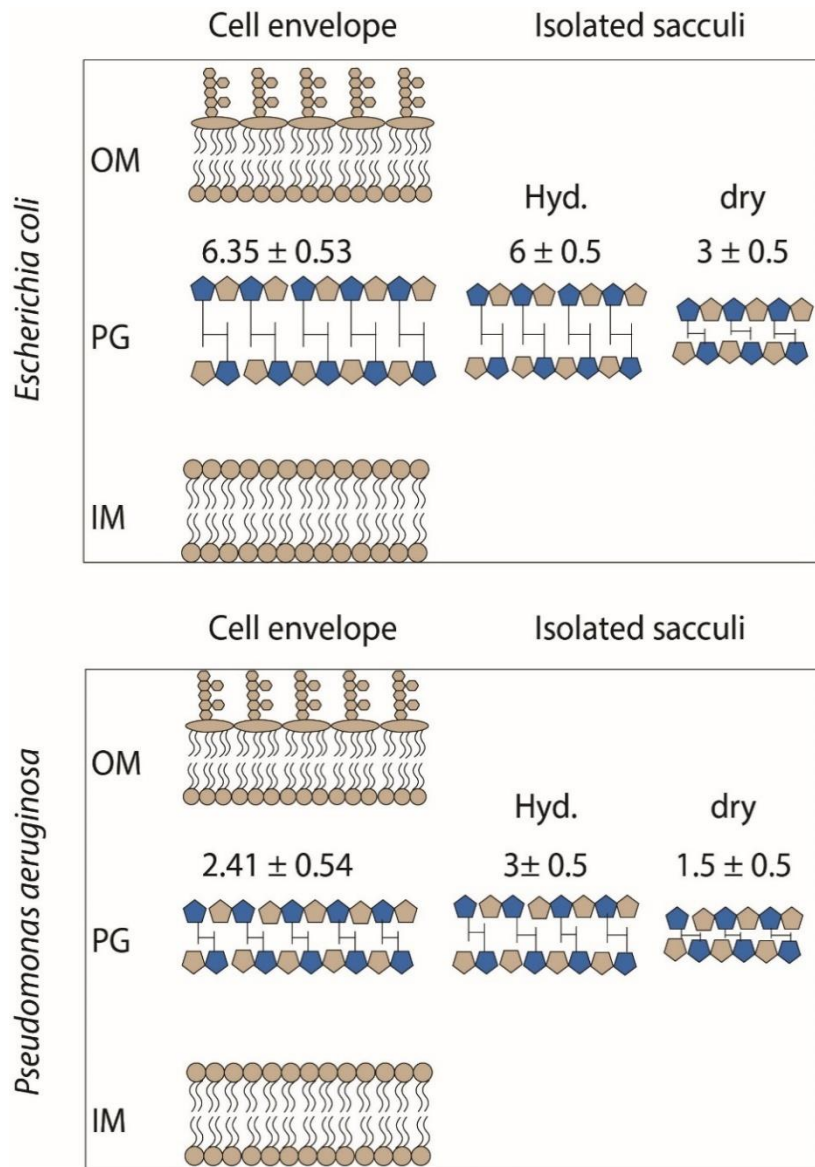 Cell envelope Isolated sacculi
Escherichia coli
OM
Hyd. dry
6.35 ± 0.53 6 ± 0.5 3 ± 0.5
PG
IM
Cell envelope Isolated sacculi
Pseudomonas aeruginosa
OM
Hyd. dry
2.41 ± 0.54 3± 0.5 1.5 ± 0.5
PG
IM